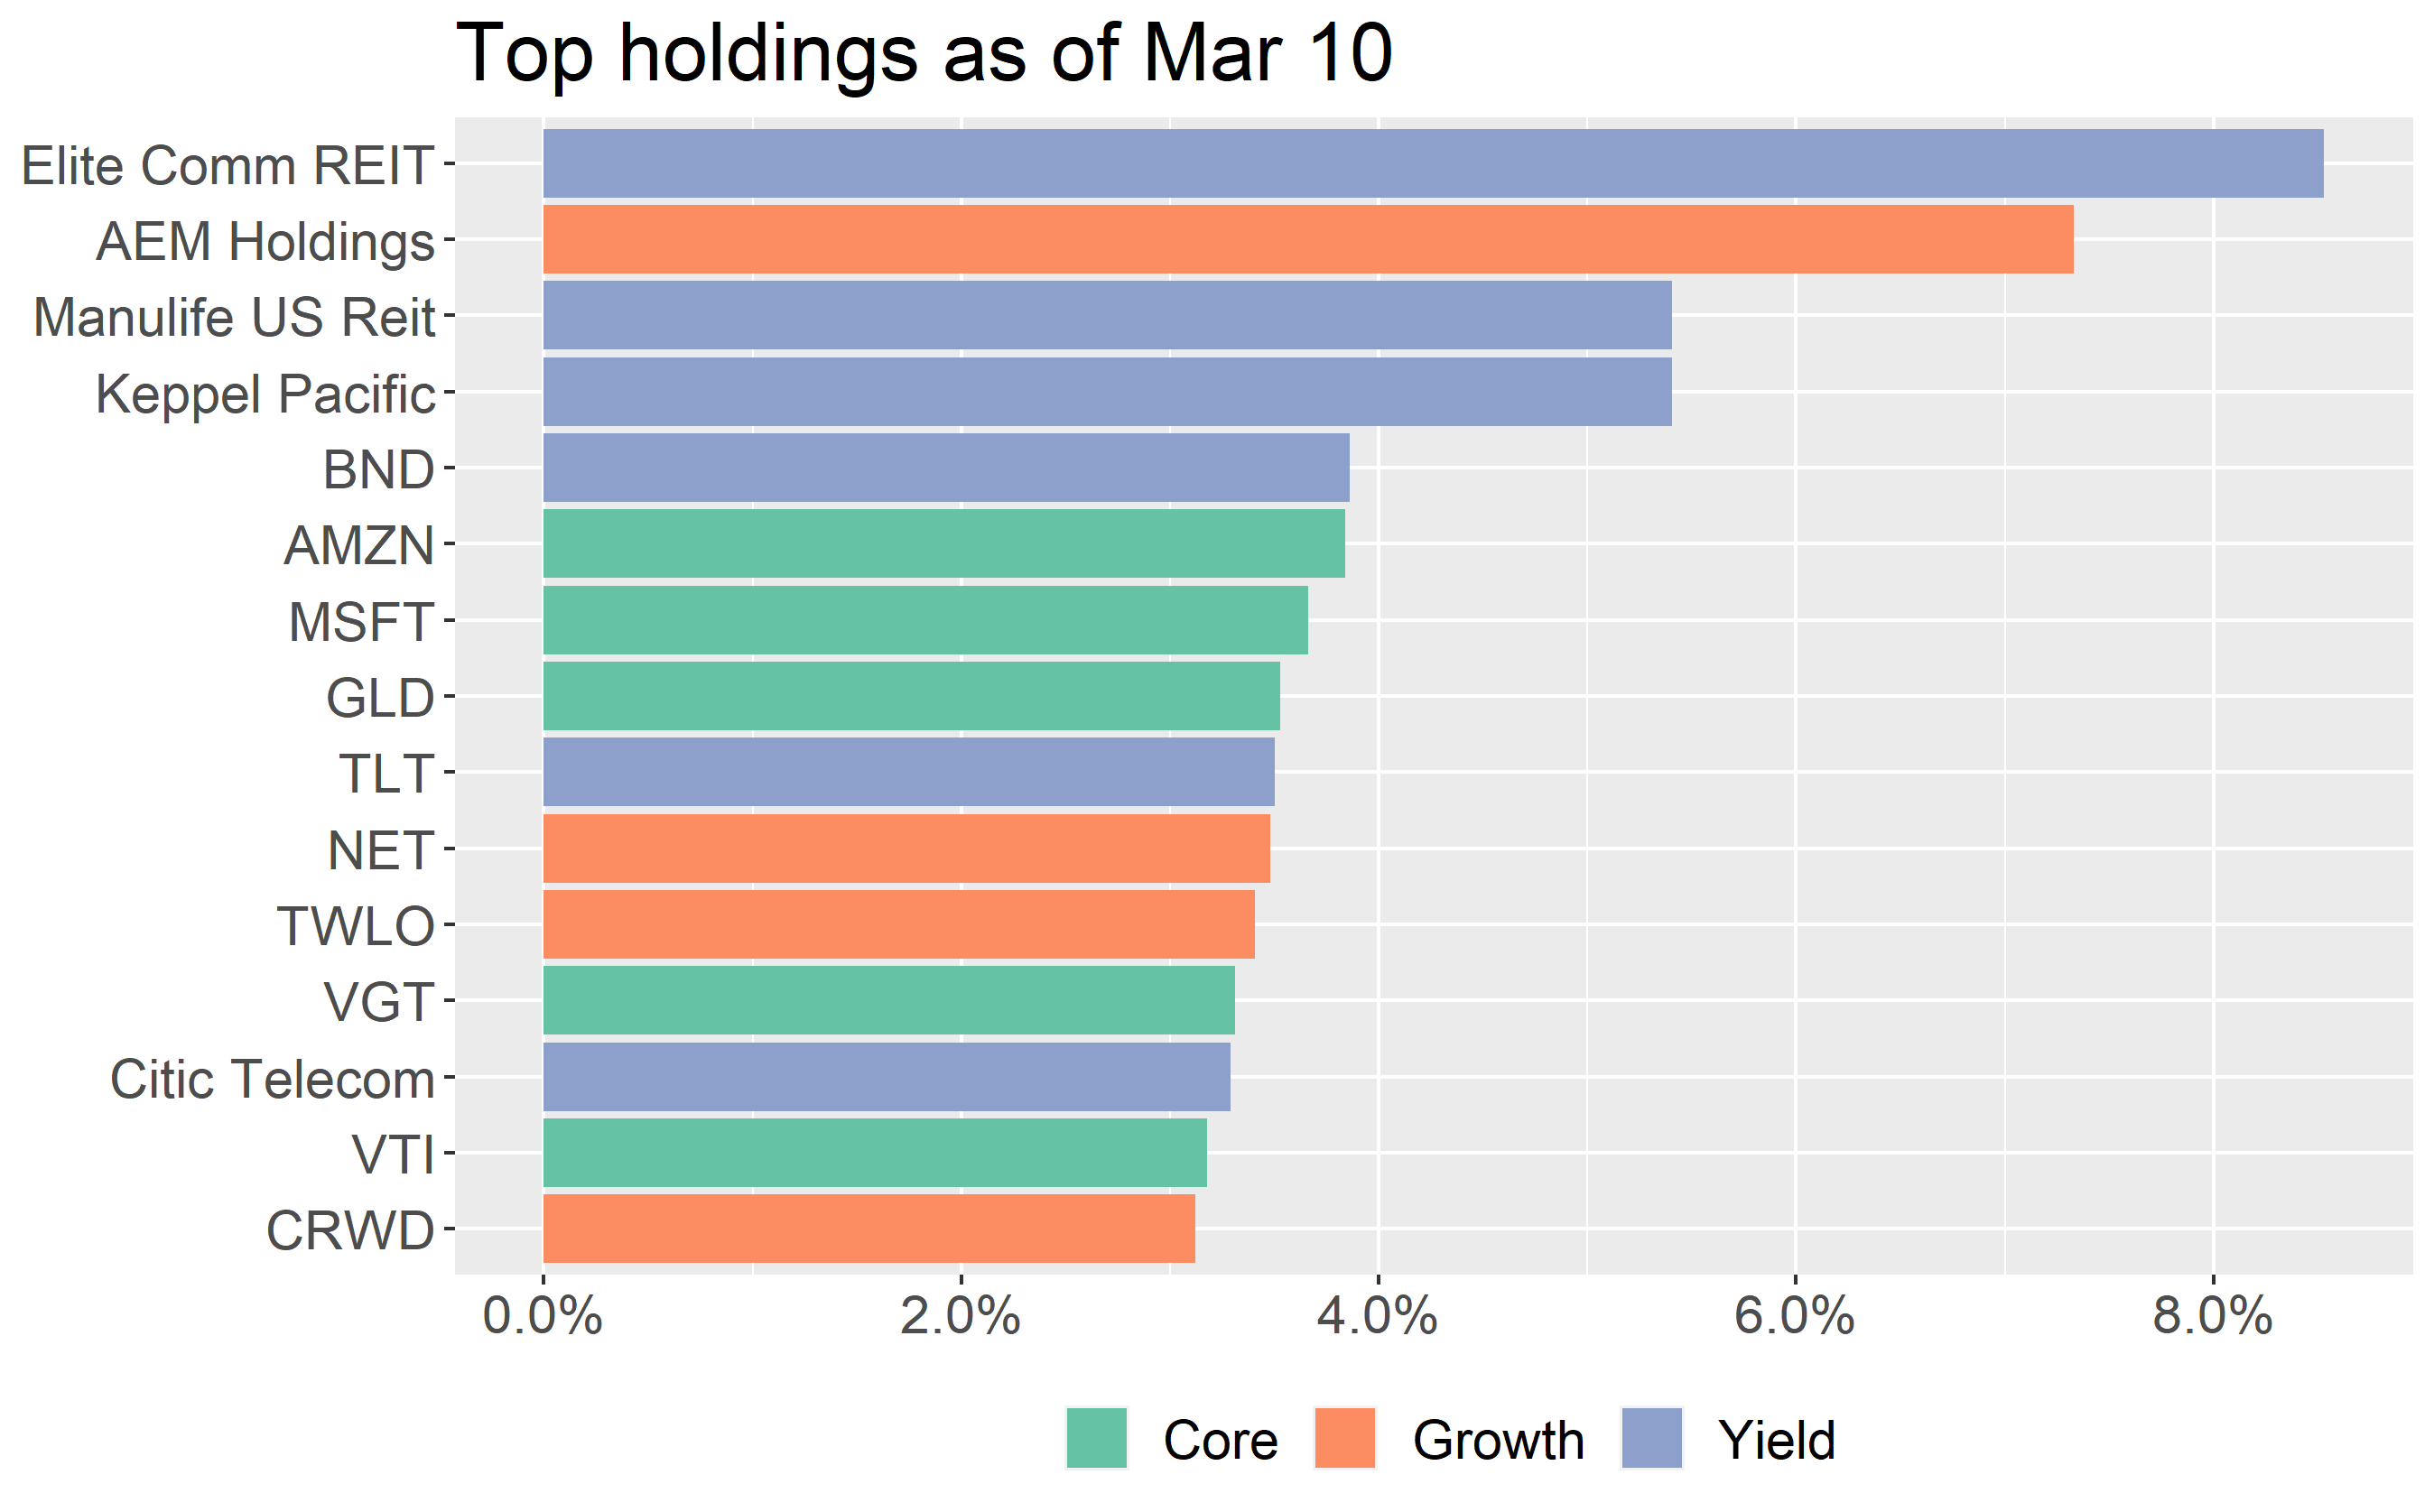 Top holdings as of Mar 10
Elite Comm REIT
AEM Holdings
Manulife US Reit
Keppel Pacific
BND
AMZN
MSFT
GLD
TLT
NET
TWLO
VGT
Citic Telecom
VTI
CRWD
0.0% 2.0% 4.0% 6.0% 8.0%
Core Growth Yield